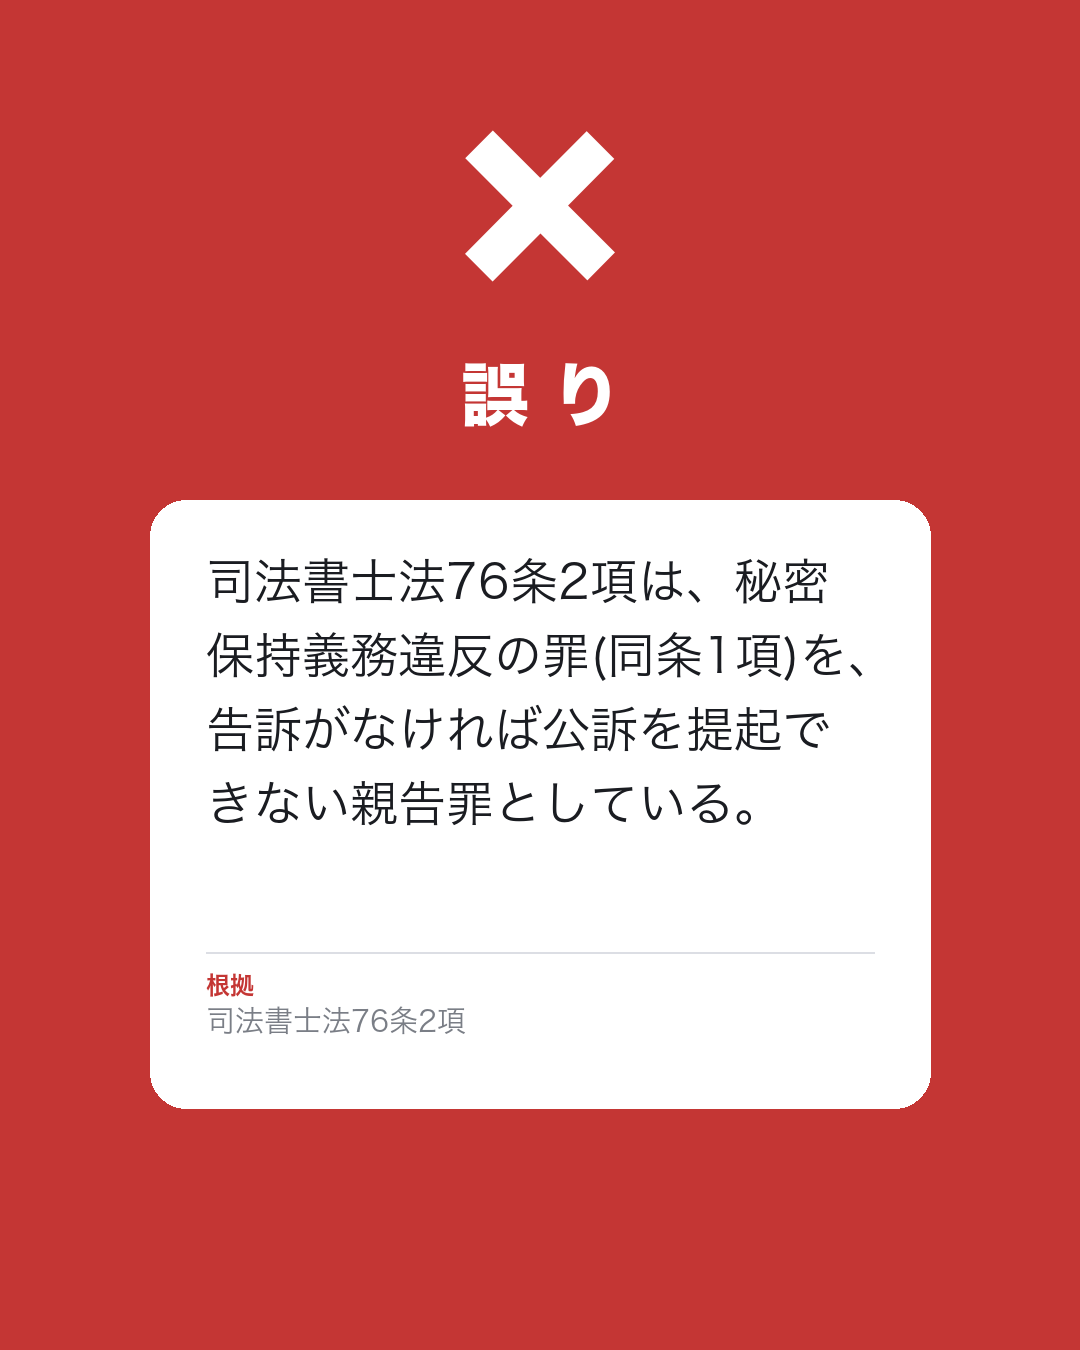 誤り
司法書士法76条2項は、秘密
保持義務違反の罪(同条1項)を、
告訴がなければ公訴を提起で
きない親告罪としている。
根拠
司法書士法76条2項